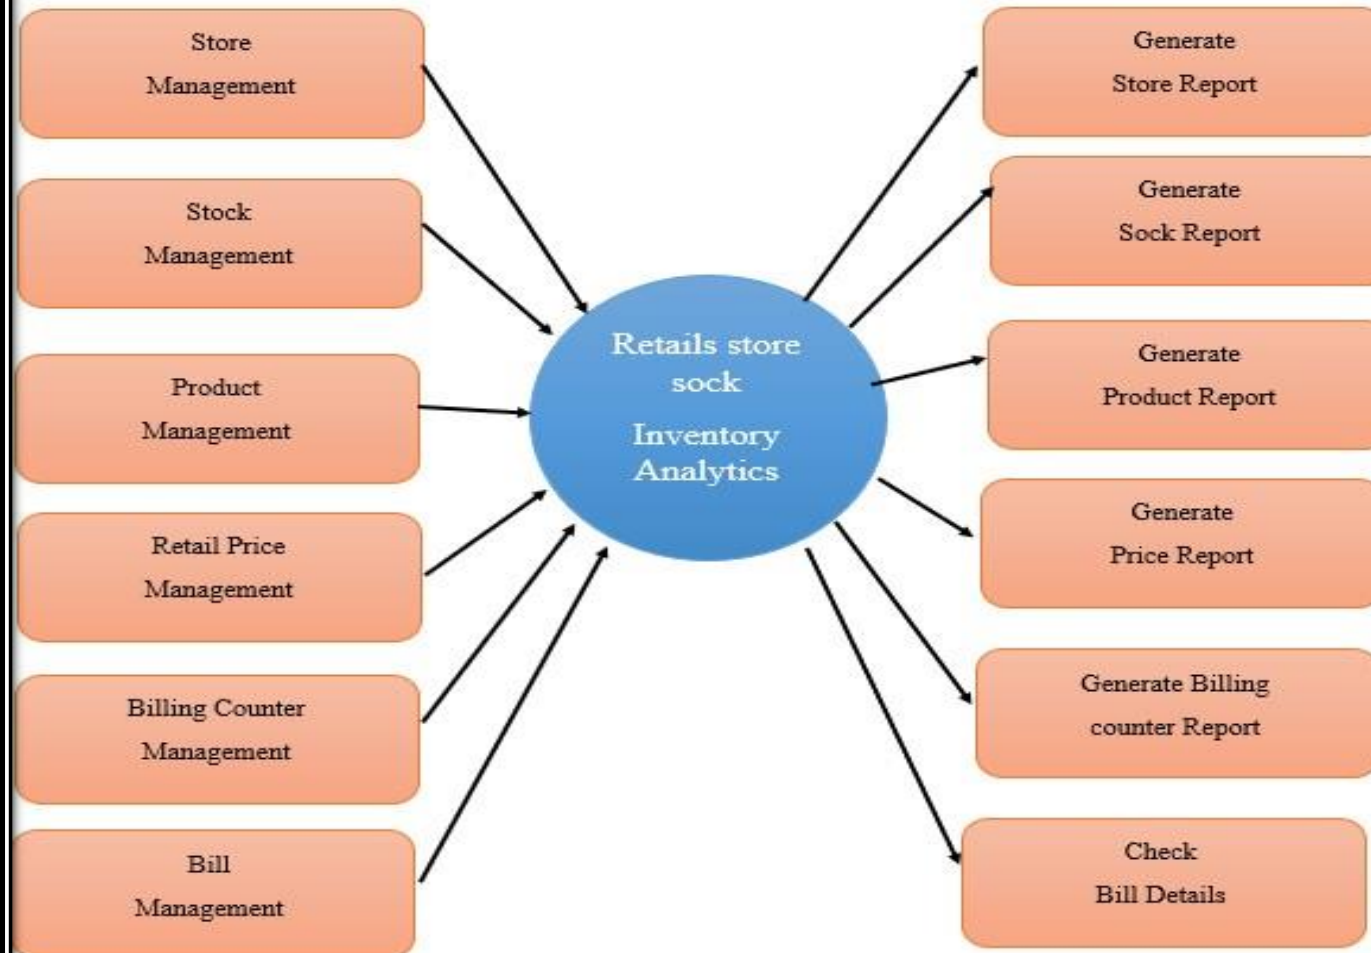 Store
Management
Stock
Management
Product
Management
Retail Price
Management
Billing Counter
Management
Bill
Management
Retails store
sock
Inventory
Analytics
Generate
Store Report
Generate
Sock Report
Generate
Product Report
Generate
Price Report
Generate Billing
counter Report
Check
Bill Details